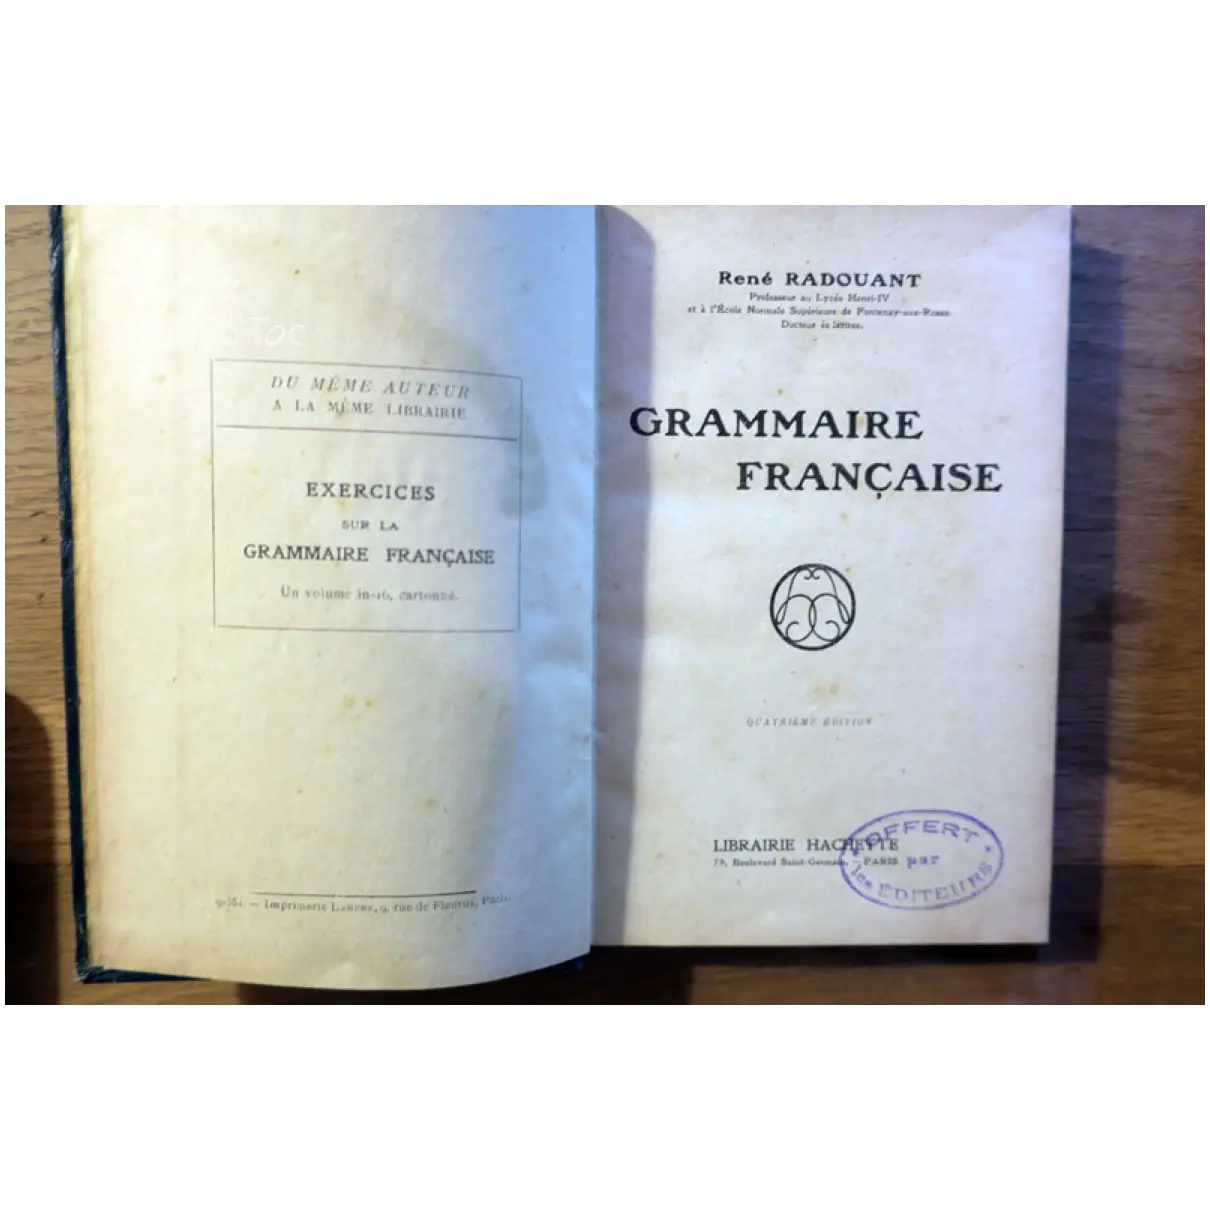 DU MÊME AUTEUR
A LA MÊME LIBRAIRIE
EXERCICES
SUR LA
GRAMMAIRE FRANÇAISE
Un volume in-16, cartonné.
Imprimerie LAHURE, 9, rue de Fleurus, Paris.
René RADOUANT
Professeur au Lycée Henri-IV
et à l'École Normale Supérieure de Fontenay-aux-Roses
Docteur ès lettres.
GRAMMAIRE
FRANÇAISE
QUATRIÈME ÉDITION
LIBRAIRIE HACHETTE
79, Boulevard Saint-Germain, PARIS
OFFERT
par
les ÉDITEURS